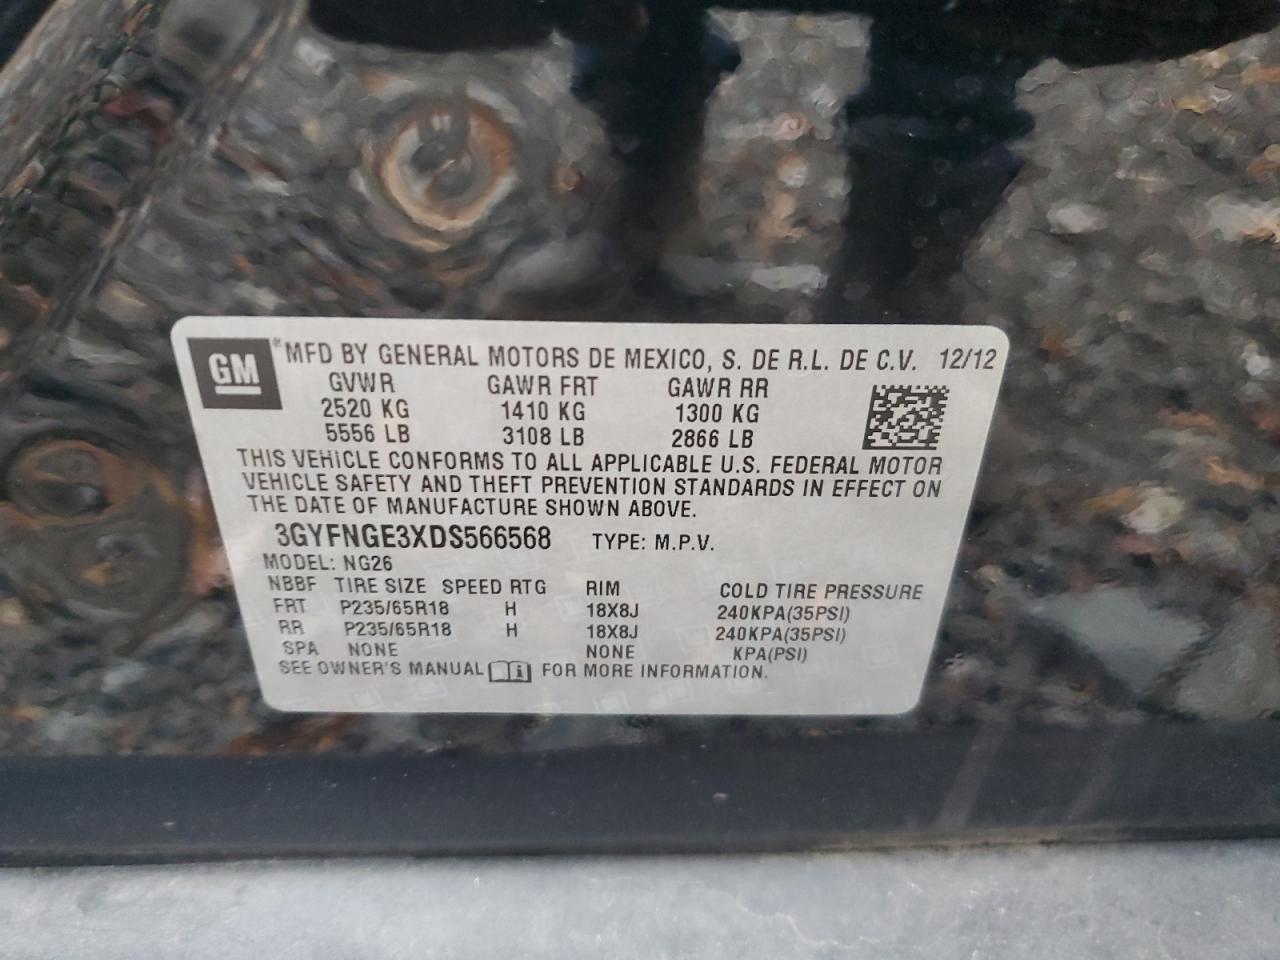 GM ® MFD BY GENERAL MOTORS DE MEXICO, S. DE R.L. DE C.V. 12/12
GVWR GAWR FRT GAWR RR
2520 KG 1410 KG 1300 KG
5556 LB 3108 LB 2866 LB
THIS VEHICLE CONFORMS TO ALL APPLICABLE U.S. FEDERAL MOTOR
VEHICLE SAFETY AND THEFT PREVENTION STANDARDS IN EFFECT ON
THE DATE OF MANUFACTURE SHOWN ABOVE.
3GYFNGE3XDS566568 TYPE: M.P.V.
MODEL: NG26
NBBF TIRE SIZE SPEED RTG RIM COLD TIRE PRESSURE
FRT P235/65R18 H 18X8J 240KPA(35PSI)
RR P235/65R18 H 18X8J 240KPA(35PSI)
SPA NONE NONE KPA(PSI)
SEE OWNER'S MANUAL i FOR MORE INFORMATION.